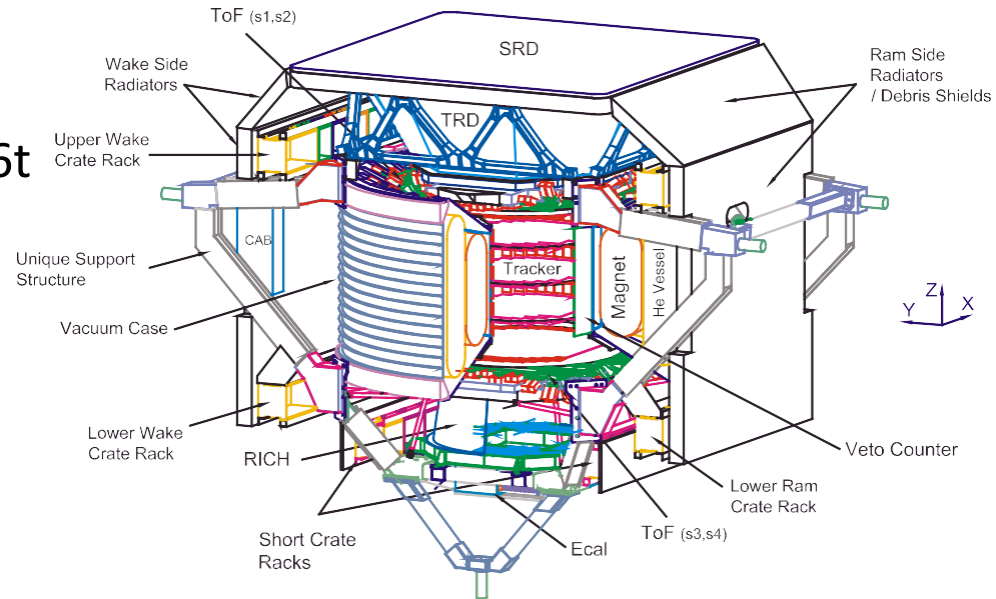 ToF (s1,s2)
SRD
Wake Side
Radiators
Ram Side
Radiators
/ Debris Shields
TRD
Upper Wake
Crate Rack
6t
CAB
Unique Support
Structure
Tracker
Magnet
He Vessel
Z
Y
X
Vacuum Case
Lower Wake
Crate Rack
RICH
Veto Counter
Lower Ram
Crate Rack
Short Crate
Racks
Ecal
ToF (s3,s4)